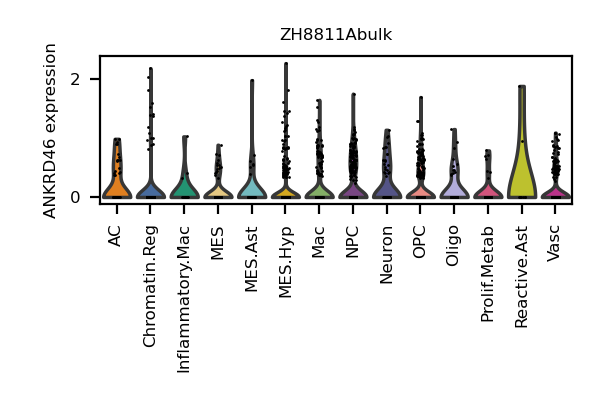 ZH8811Abulk
ANKRD46 expression
2
0
AC
Chromatin.Reg
Inflammatory.Mac
MES
MES.Ast
MES.Hyp
Mac
NPC
Neuron
OPC
Oligo
Prolif.Metab
Reactive.Ast
Vasc